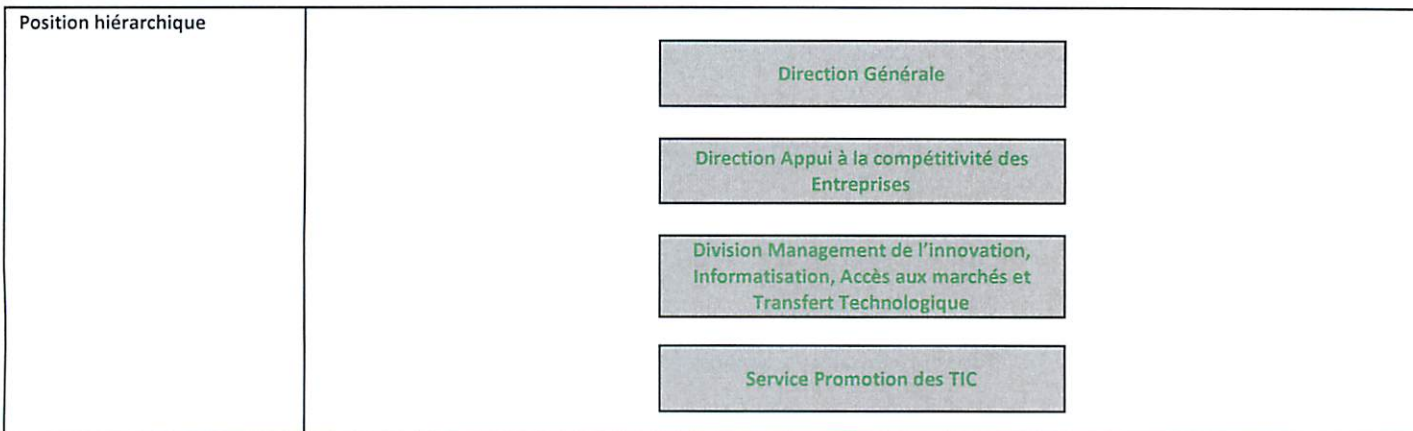 Position hiérarchique
Direction Générale
Direction Appui à la compétitivité des
Entreprises
Division Management de l'innovation,
Informatisation, Accès aux marchés et
Transfert Technologique
Service Promotion des TIC